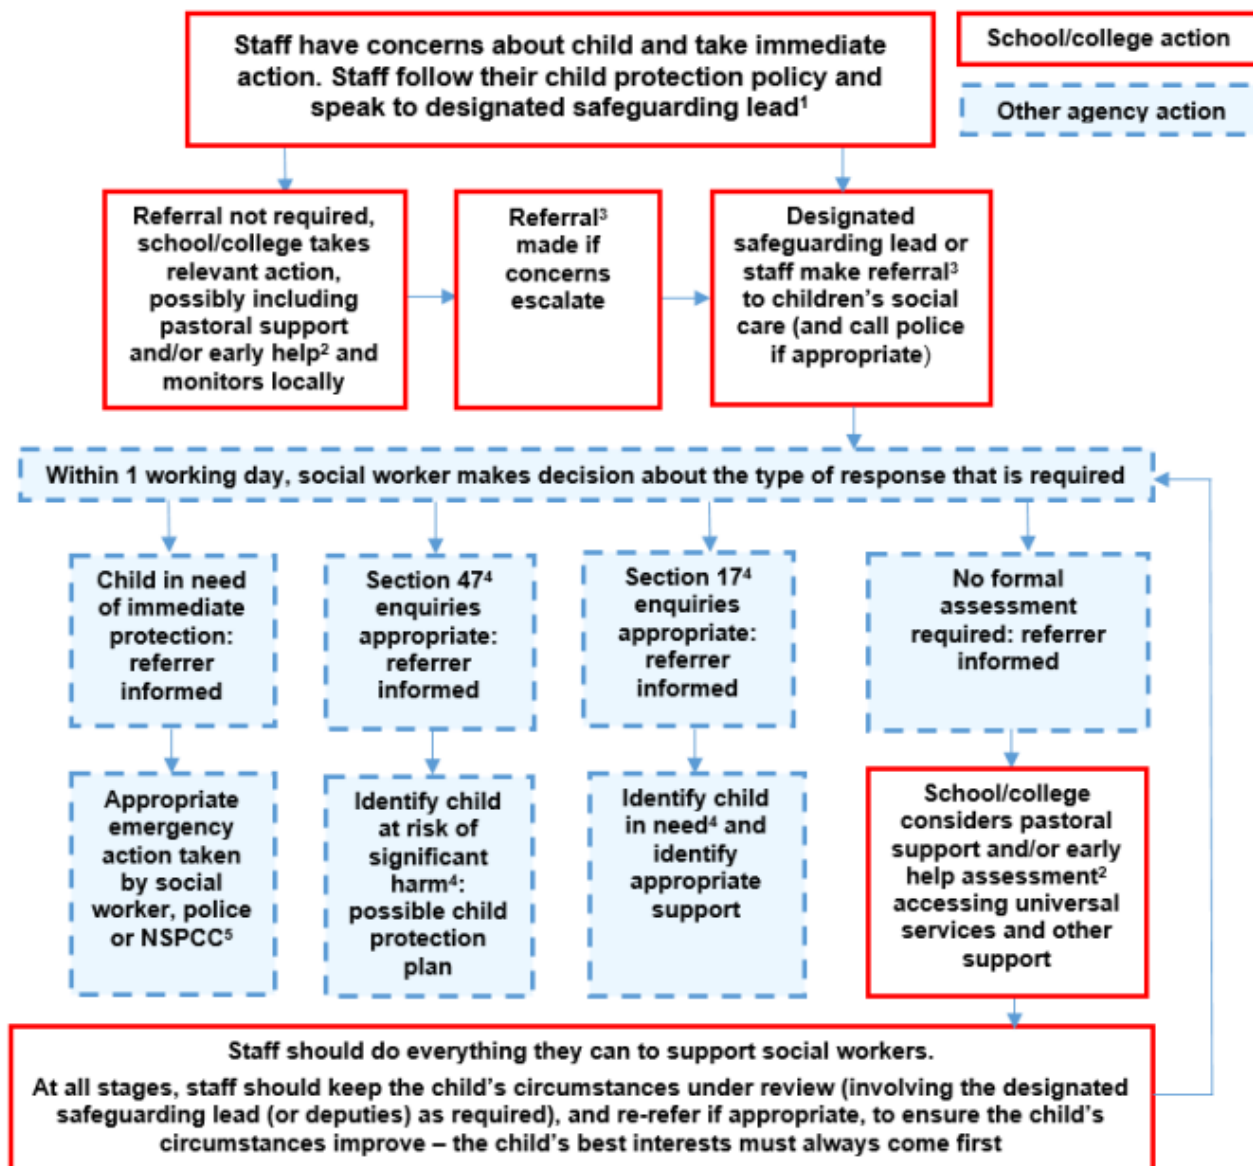 Staff have concerns about child and take immediate
action. Staff follow their child protection policy and
speak to designated safeguarding lead¹
School/college action
Other agency action
Referral not required,
school/college takes
relevant action,
possibly including
pastoral support
and/or early help² and
monitors locally
Referral³
made if
concerns
escalate
Designated
safeguarding lead or
staff make referral³
to children's social
care (and call police
if appropriate)
Within 1 working day, social worker makes decision about the type of response that is required
Child in need
of immediate
protection:
referrer
informed
Section 47⁴
enquiries
appropriate:
referrer
informed
Section 17⁴
enquiries
appropriate:
referrer
informed
No formal
assessment
required: referrer
informed
Appropriate
emergency
action taken
by social
worker, police
or NSPCC⁵
Identify child
at risk of
significant
harm⁴:
possible child
protection
plan
Identify child
in need⁴ and
identify
appropriate
support
School/college
considers pastoral
support and/or early
help assessment²
accessing universal
services and other
support
Staff should do everything they can to support social workers.
At all stages, staff should keep the child's circumstances under review (involving the designated
safeguarding lead (or deputies) as required), and re-refer if appropriate, to ensure the child's
circumstances improve – the child's best interests must always come first